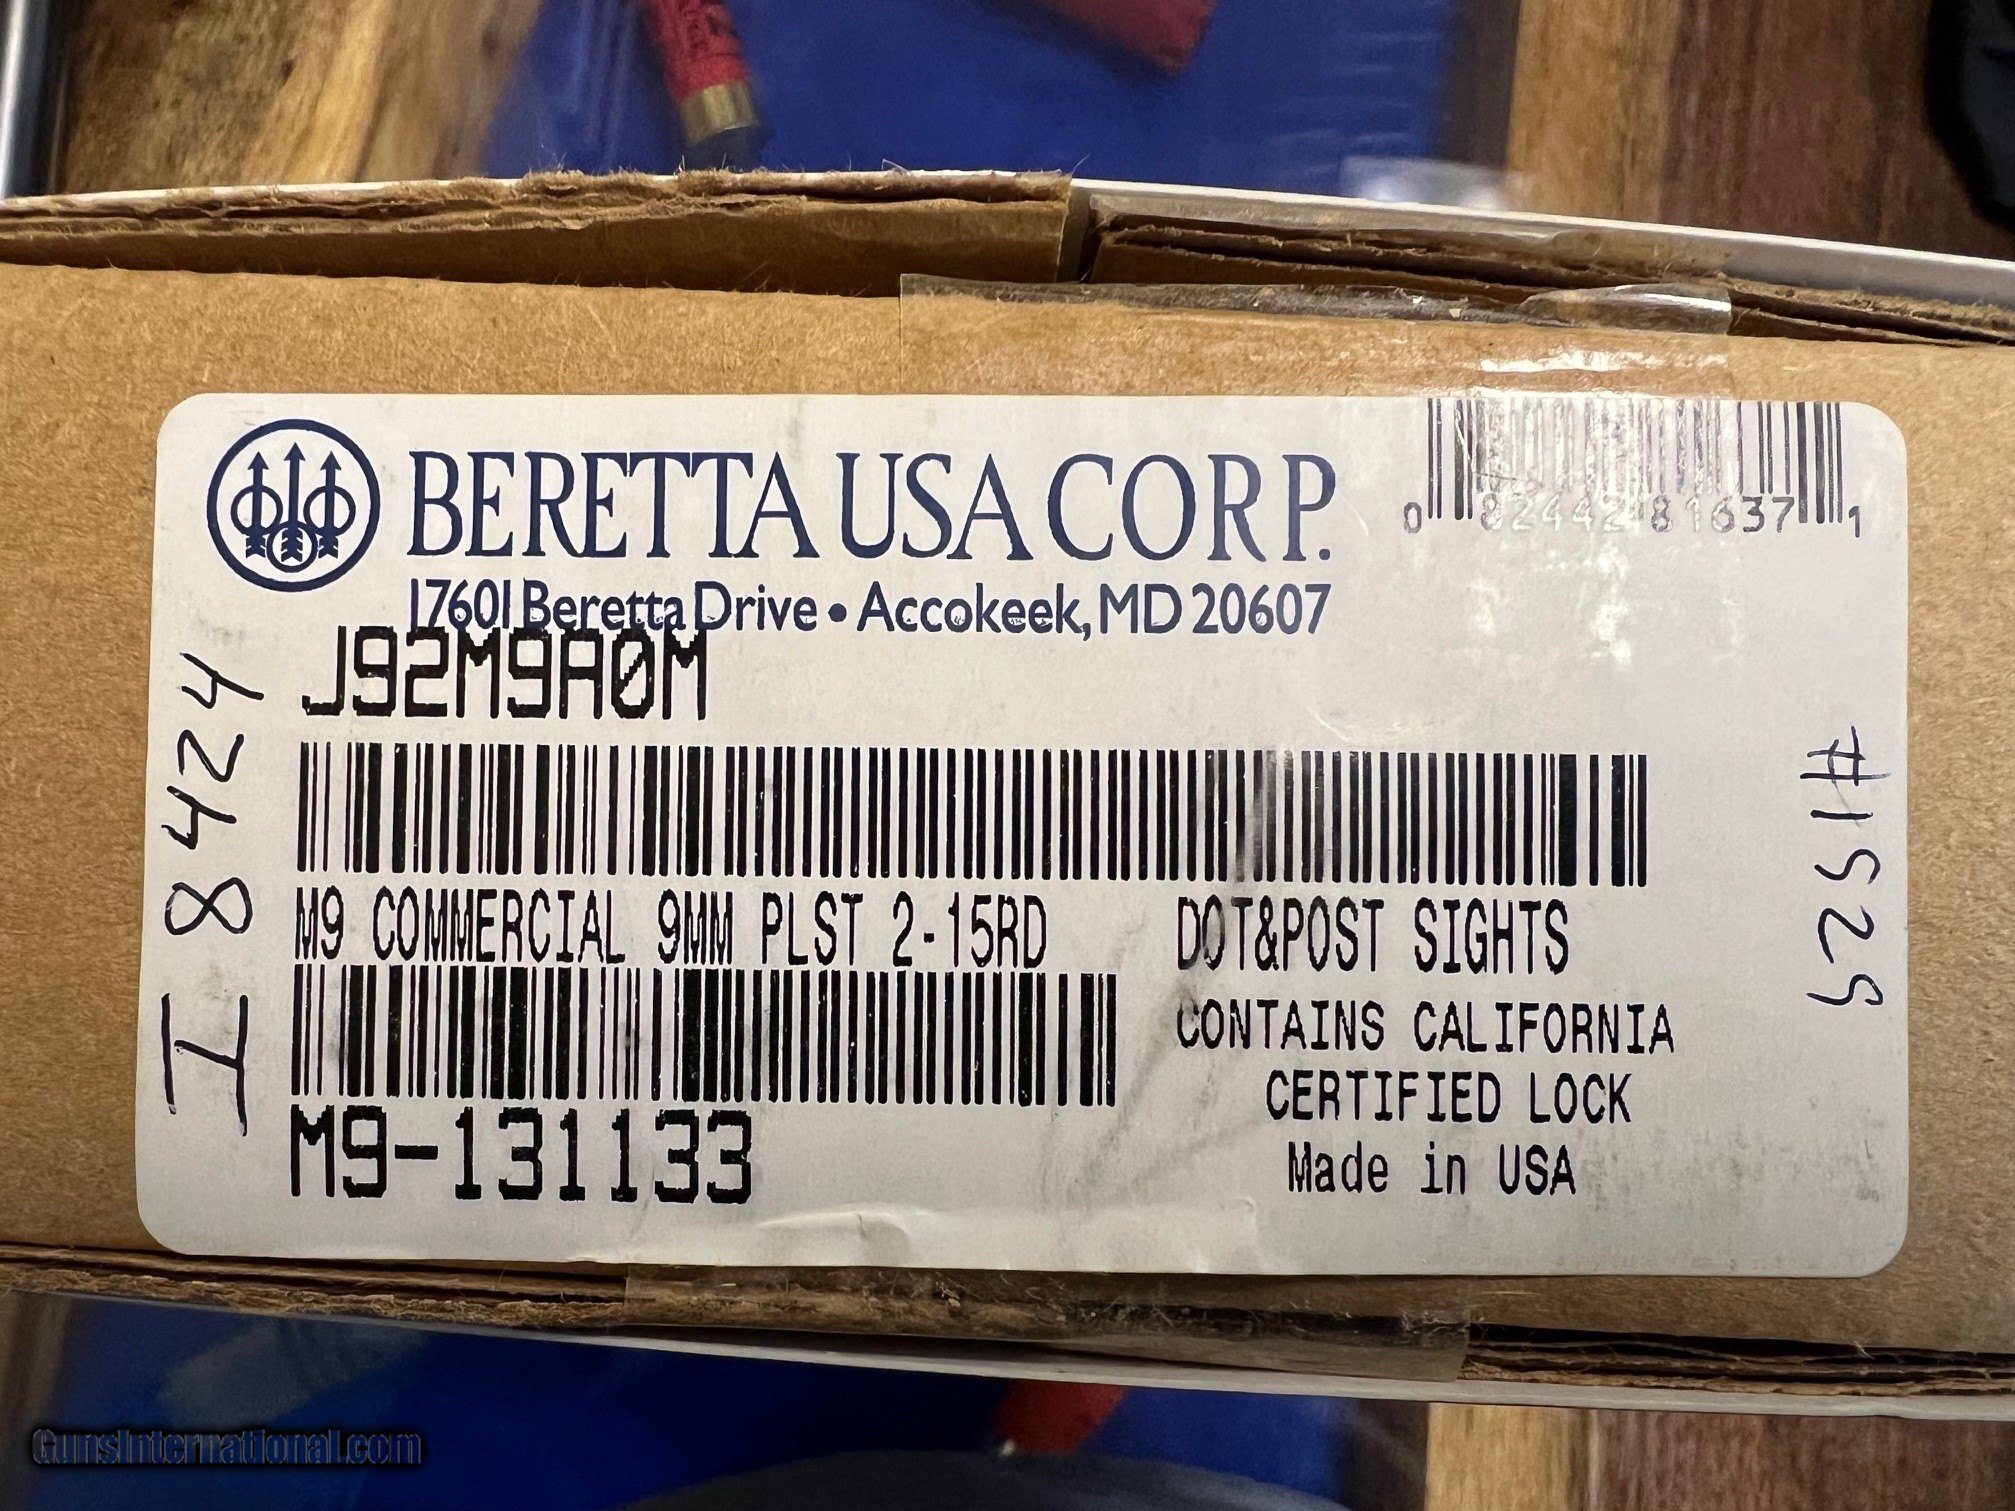 BERETTA USA CORP.
17601 Beretta Drive • Accokeek, MD 20607
0 82442 81637 1
J92M9A0M
M9 COMMERCIAL 9MM PLST 2-15RD DOT&POST SIGHTS
CONTAINS CALIFORNIA
CERTIFIED LOCK
Made in USA
M9-131133
I 8424
#1529
GunsInternational.com